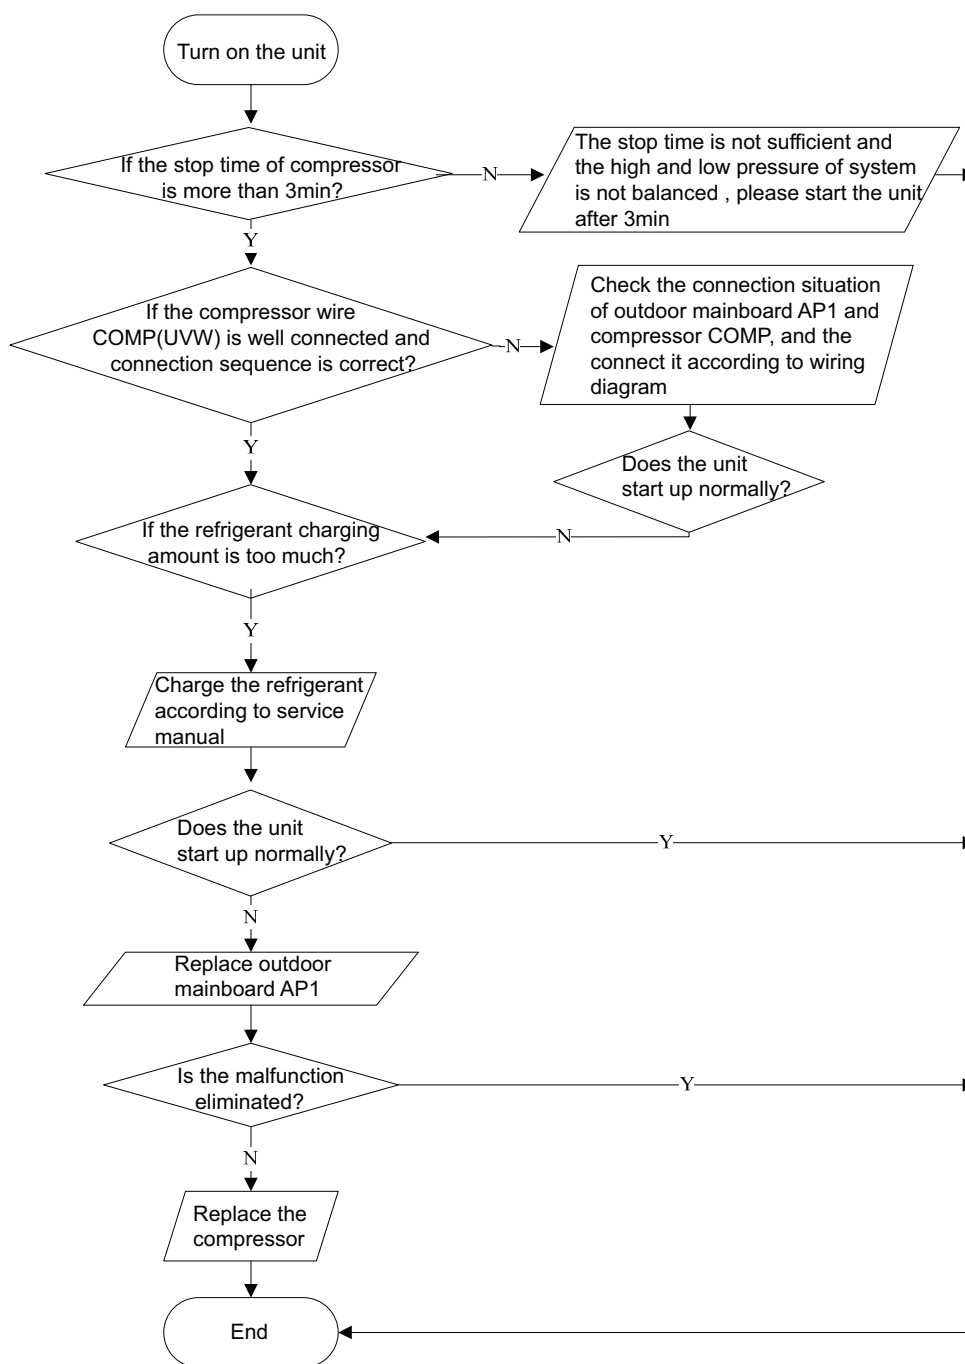 Turn on the unit
If the stop time of compressor
is more than 3min?
N
The stop time is not sufficient and
the high and low pressure of system
is not balanced , please start the unit
after 3min
Y
If the compressor wire
COMP(UVW) is well connected and
connection sequence is correct?
N
Check the connection situation
of outdoor mainboard AP1 and
compressor COMP, and the
connect it according to wiring
diagram
Y
Does the unit
start up normally?
If the refrigerant charging
amount is too much?
N
Y
Charge the refrigerant
according to service
manual
Does the unit
start up normally?
Y
N
Replace outdoor
mainboard AP1
Is the malfunction
eliminated?
Y
N
Replace the
compressor
End